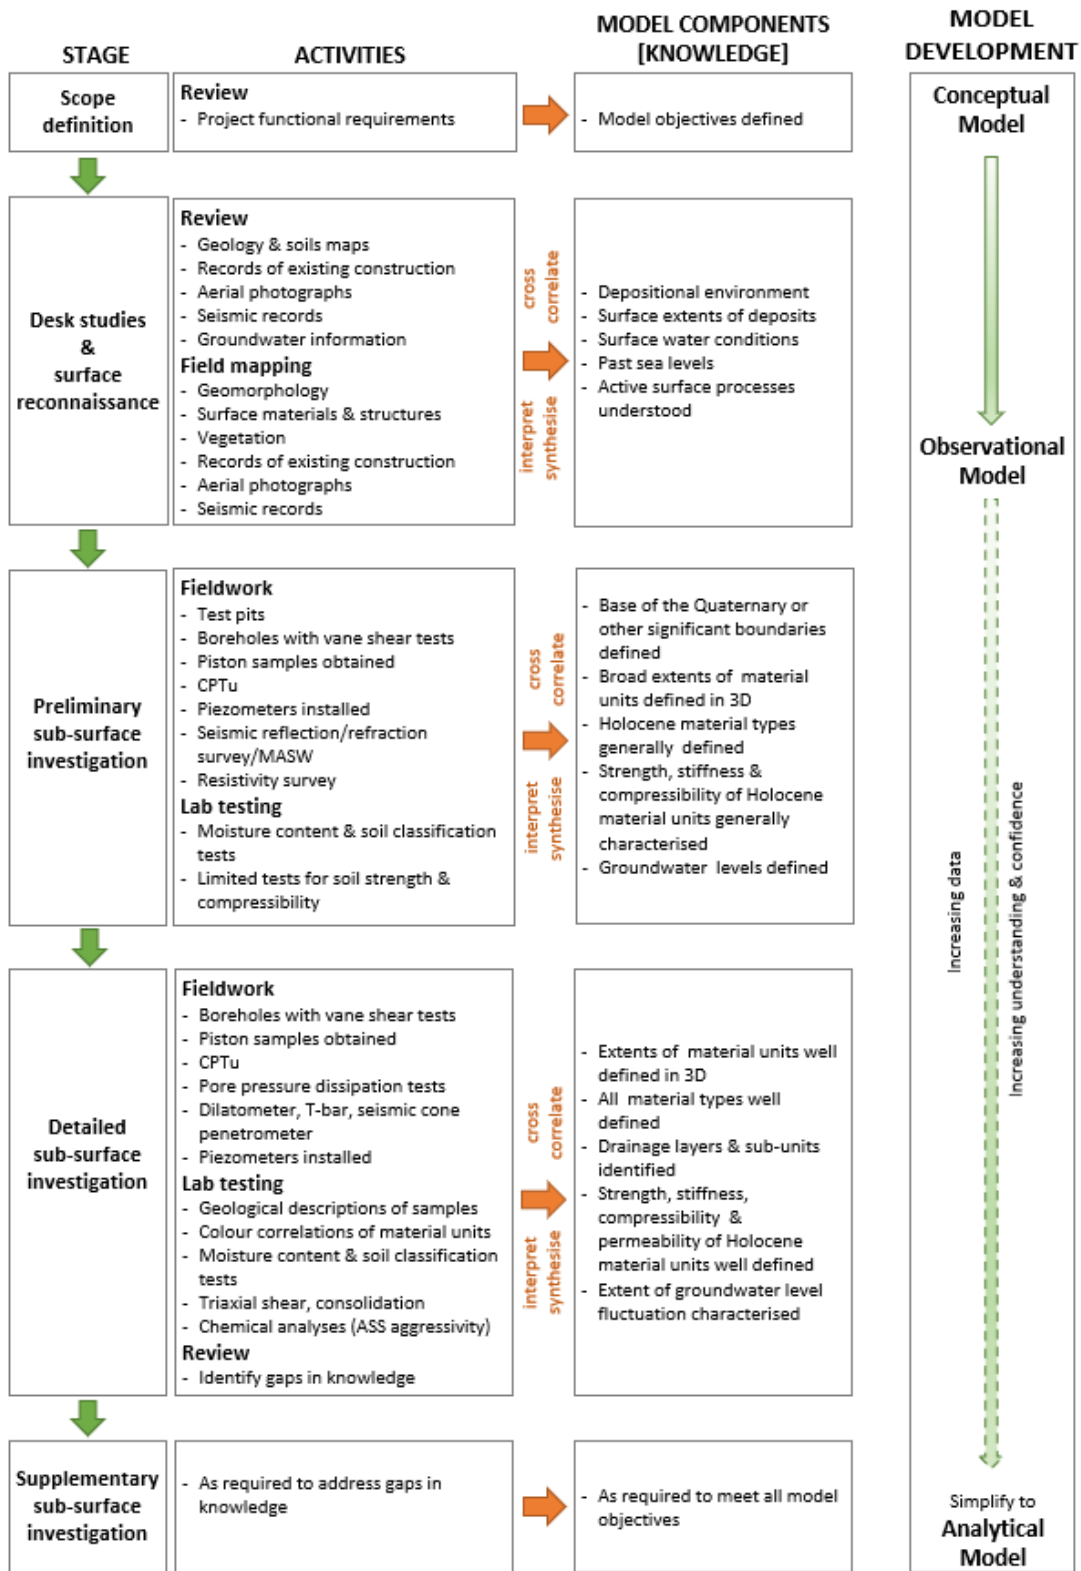 STAGE
ACTIVITIES
MODEL COMPONENTS
[KNOWLEDGE]
MODEL
DEVELOPMENT
Scope
definition
Review
- Project functional requirements
- Model objectives defined
Conceptual
Model
Desk studies
&
surface
reconnaissance
Review
- Geology & soils maps
- Records of existing construction
- Aerial photographs
- Seismic records
- Groundwater information
Field mapping
- Geomorphology
- Surface materials & structures
- Vegetation
- Records of existing construction
- Aerial photographs
- Seismic records
cross
correlate
interpret
synthesise
- Depositional environment
- Surface extents of deposits
- Surface water conditions
- Past sea levels
- Active surface processes
understood
Observational
Model
Preliminary
sub-surface
investigation
Fieldwork
- Test pits
- Boreholes with vane shear tests
- Piston samples obtained
- CPTu
- Piezometers installed
- Seismic reflection/refraction
survey/MASW
- Resistivity survey
Lab testing
- Moisture content & soil classification
tests
- Limited tests for soil strength &
compressibility
cross
correlate
interpret
synthesise
- Base of the Quaternary or
other significant boundaries
defined
- Broad extents of material
units defined in 3D
- Holocene material types
generally defined
- Strength, stiffness &
compressibility of Holocene
material units generally
characterised
- Groundwater levels defined
Increasing data
Increasing understanding & confidence
Detailed
sub-surface
investigation
Fieldwork
- Boreholes with vane shear tests
- Piston samples obtained
- CPTu
- Pore pressure dissipation tests
- Dilatometer, T-bar, seismic cone
penetrometer
- Piezometers installed
Lab testing
- Geological descriptions of samples
- Colour correlations of material units
- Moisture content & soil classification
tests
- Triaxial shear, consolidation
- Chemical analyses (ASS aggressivity)
Review
- Identify gaps in knowledge
cross
correlate
interpret
synthesise
- Extents of material units well
defined in 3D
- All material types well
defined
- Drainage layers & sub-units
identified
- Strength, stiffness,
compressibility &
permeability of Holocene
material units well defined
- Extent of groundwater level
fluctuation characterised
Supplementary
sub-surface
investigation
- As required to address gaps in
knowledge
- As required to meet all model
objectives
Simplify to
Analytical
Model